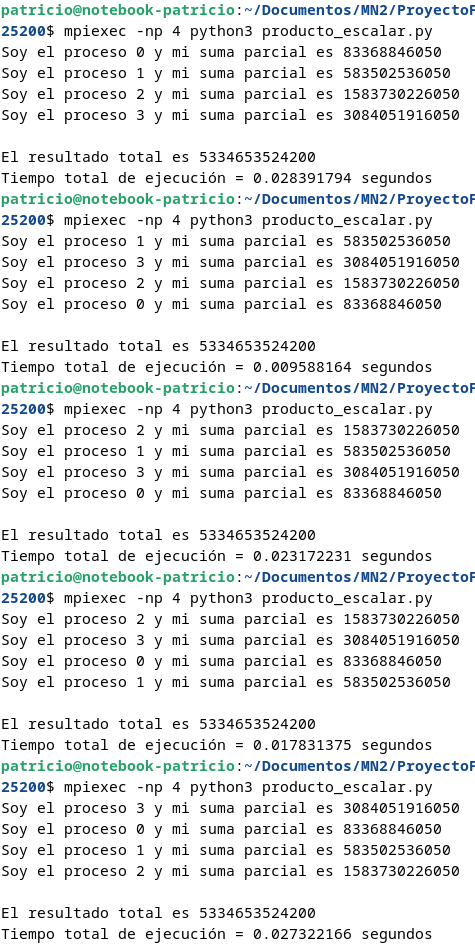 patricio@notebook-patricio:~/Documentos/MN2/ProyectoF
25200$ mpiexec -np 4 python3 producto_escalar.py
Soy el proceso 0 y mi suma parcial es 83368846050
Soy el proceso 1 y mi suma parcial es 583502536050
Soy el proceso 2 y mi suma parcial es 1583730226050
Soy el proceso 3 y mi suma parcial es 3084051916050

El resultado total es 5334653524200
Tiempo total de ejecución = 0.028391794 segundos
patricio@notebook-patricio:~/Documentos/MN2/ProyectoF
25200$ mpiexec -np 4 python3 producto_escalar.py
Soy el proceso 1 y mi suma parcial es 583502536050
Soy el proceso 3 y mi suma parcial es 3084051916050
Soy el proceso 2 y mi suma parcial es 1583730226050
Soy el proceso 0 y mi suma parcial es 83368846050

El resultado total es 5334653524200
Tiempo total de ejecución = 0.009588164 segundos
patricio@notebook-patricio:~/Documentos/MN2/ProyectoF
25200$ mpiexec -np 4 python3 producto_escalar.py
Soy el proceso 2 y mi suma parcial es 1583730226050
Soy el proceso 1 y mi suma parcial es 583502536050
Soy el proceso 3 y mi suma parcial es 3084051916050
Soy el proceso 0 y mi suma parcial es 83368846050

El resultado total es 5334653524200
Tiempo total de ejecución = 0.023172231 segundos
patricio@notebook-patricio:~/Documentos/MN2/ProyectoF
25200$ mpiexec -np 4 python3 producto_escalar.py
Soy el proceso 2 y mi suma parcial es 1583730226050
Soy el proceso 3 y mi suma parcial es 3084051916050
Soy el proceso 0 y mi suma parcial es 83368846050
Soy el proceso 1 y mi suma parcial es 583502536050

El resultado total es 5334653524200
Tiempo total de ejecución = 0.017831375 segundos
patricio@notebook-patricio:~/Documentos/MN2/ProyectoF
25200$ mpiexec -np 4 python3 producto_escalar.py
Soy el proceso 3 y mi suma parcial es 3084051916050
Soy el proceso 0 y mi suma parcial es 83368846050
Soy el proceso 1 y mi suma parcial es 583502536050
Soy el proceso 2 y mi suma parcial es 1583730226050

El resultado total es 5334653524200
Tiempo total de ejecución = 0.027322166 segundos